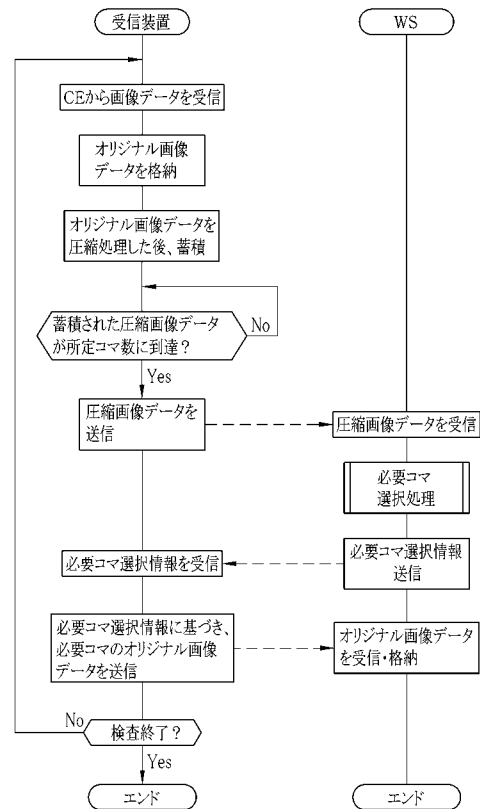 受信装置
WS
CEから画像データを受信
オリジナル画像
データを格納
オリジナル画像データを
圧縮処理した後、蓄積
蓄積された圧縮画像データ
が所定コマ数に到達？
No
Yes
圧縮画像データを
送信
圧縮画像データを受信
必要コマ
選択処理
必要コマ選択情報を受信
必要コマ選択情報
送信
必要コマ選択情報に基づき、
必要コマのオリジナル画像
データを送信
オリジナル画像データ
を受信・格納
No
検査終了？
Yes
エンド
エンド